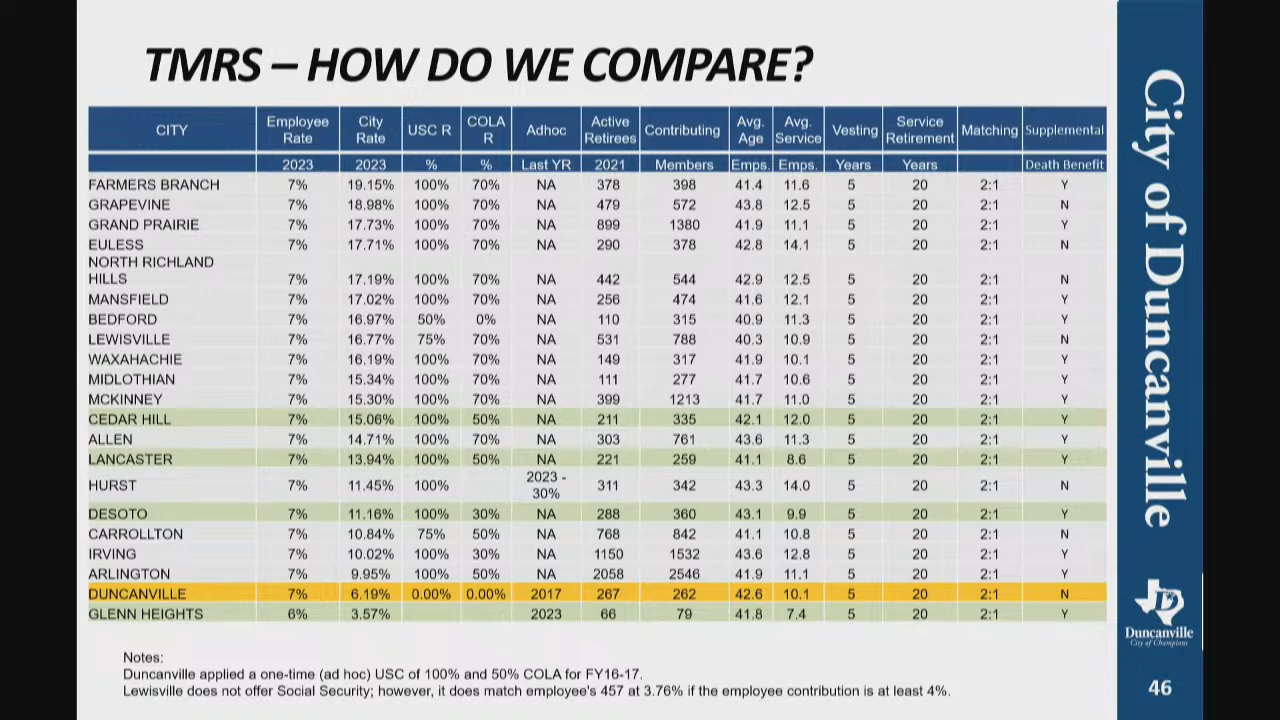 TMRS – HOW DO WE COMPARE?
CITY Employee Rate City Rate USC R COLA R Adhoc Active Retirees Contributing Avg. Age Avg. Service Vesting Service Retirement Matching Supplemental
2023 2023 % % Last YR 2021 Members Emps. Emps. Years Years Death Benefit
FARMERS BRANCH 7% 19.15% 100% 70% NA 378 398 41.4 11.6 5 20 2:1 Y
GRAPEVINE 7% 18.98% 100% 70% NA 479 572 43.8 12.5 5 20 2:1 N
GRAND PRAIRIE 7% 17.73% 100% 70% NA 899 1380 41.9 11.1 5 20 2:1 Y
EULESS 7% 17.71% 100% 70% NA 290 378 42.8 14.1 5 20 2:1 N
NORTH RICHLAND
HILLS 7% 17.19% 100% 70% NA 442 544 42.9 12.5 5 20 2:1 N
MANSFIELD 7% 17.02% 100% 70% NA 256 474 41.6 12.1 5 20 2:1 Y
BEDFORD 7% 16.97% 50% 0% NA 110 315 40.9 11.3 5 20 2:1 Y
LEWISVILLE 7% 16.77% 75% 70% NA 531 788 40.3 10.9 5 20 2:1 N
WAXAHACHIE 7% 16.19% 100% 70% NA 149 317 41.9 10.1 5 20 2:1 Y
MIDLOTHIAN 7% 15.34% 100% 70% NA 111 277 41.7 10.6 5 20 2:1 Y
MCKINNEY 7% 15.30% 100% 70% NA 399 1213 41.7 11.0 5 20 2:1 Y
CEDAR HILL 7% 15.06% 100% 50% NA 211 335 42.1 12.0 5 20 2:1 Y
ALLEN 7% 14.71% 100% 70% NA 303 761 43.6 11.3 5 20 2:1 Y
LANCASTER 7% 13.94% 100% 50% NA 221 259 41.1 8.6 5 20 2:1 Y
HURST 7% 11.45% 100% 2023 - 30% 311 342 43.3 14.0 5 20 2:1 N
DESOTO 7% 11.16% 100% 30% NA 288 360 43.1 9.9 5 20 2:1 Y
CARROLLTON 7% 10.84% 75% 50% NA 768 842 41.1 10.8 5 20 2:1 N
IRVING 7% 10.02% 100% 30% NA 1150 1532 43.6 12.8 5 20 2:1 Y
ARLINGTON 7% 9.95% 100% 50% NA 2058 2546 41.9 11.1 5 20 2:1 Y
DUNCANVILLE 7% 6.19% 0.00% 0.00% 2017 267 262 42.6 10.1 5 20 2:1 N
GLENN HEIGHTS 6% 3.57% 2023 66 79 41.8 7.4 5 20 2:1 Y
Notes:
Duncanville applied a one-time (ad hoc) USC of 100% and 50% COLA for FY16-17.
Lewisville does not offer Social Security; however, it does match employee's 457 at 3.76% if the employee contribution is at least 4%.
City of Duncanville
Duncanville
City of Champions
46